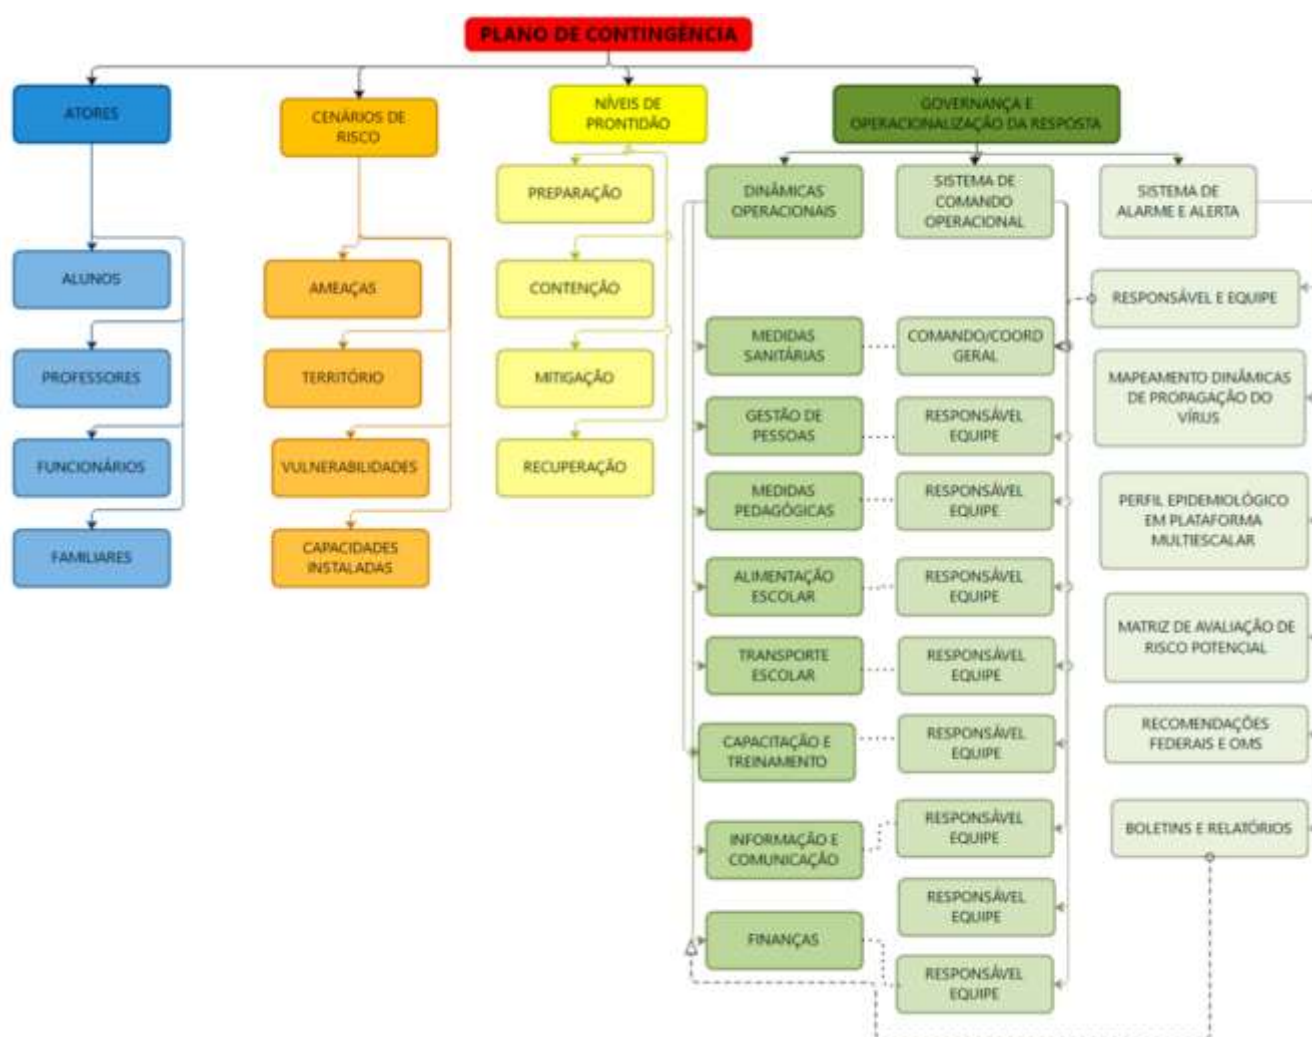 PLANO DE CONTINGÊNCIA
ATORES
ALUNOS
PROFESSORES
FUNCIONÁRIOS
FAMILIARES
CENÁRIOS DE
RISCO
AMEAÇAS
TERRITÓRIO
VULNERABILIDADES
CAPACIDADES
INSTALADAS
NÍVEIS DE
PRONTIDÃO
PREPARAÇÃO
CONTENÇÃO
MITIGAÇÃO
RECUPERAÇÃO
GOVERNANÇA E
OPERACIONALIZAÇÃO DA RESPOSTA
DINÂMICAS
OPERACIONAIS
MEDIDAS
SANITÁRIAS
GESTÃO DE
PESSOAS
MEDIDAS
PEDAGÓGICAS
ALIMENTAÇÃO
ESCOLAR
TRANSPORTE
ESCOLAR
CAPACITAÇÃO E
TREINAMENTO
INFORMAÇÃO E
COMUNICAÇÃO
FINANÇAS
SISTEMA DE
COMANDO
OPERACIONAL
COMANDO/COORD
GERAL
RESPONSÁVEL
EQUIPE
RESPONSÁVEL
EQUIPE
RESPONSÁVEL
EQUIPE
RESPONSÁVEL
EQUIPE
RESPONSÁVEL
EQUIPE
RESPONSÁVEL
EQUIPE
RESPONSÁVEL
EQUIPE
RESPONSÁVEL
EQUIPE
SISTEMA DE
ALARME E ALERTA
RESPONSÁVEL E EQUIPE
MAPEAMENTO DINÂMICAS
DE PROPAGAÇÃO DO
VÍRUS
PERFIL EPIDEMIOLÓGICO
EM PLATAFORMA
MULTIESCALAR
MATRIZ DE AVALIAÇÃO DE
RISCO POTENCIAL
RECOMENDAÇÕES
FEDERAIS E OMS
BOLETINS E RELATÓRIOS